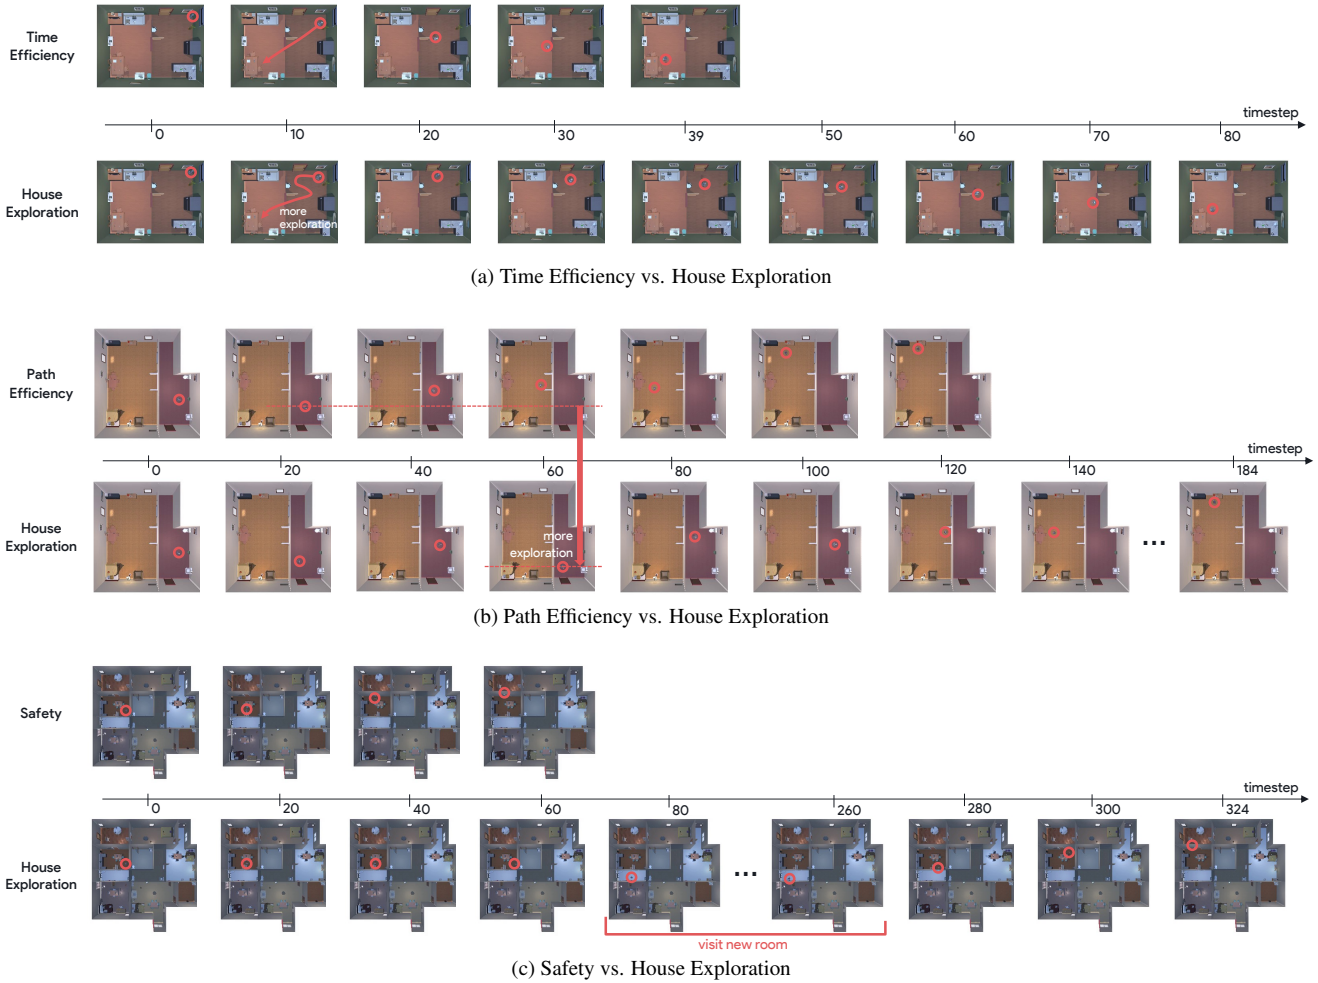 Time
Efficiency
timestep
0 10 20 30 39 50 60 70 80
House
Exploration
more
exploration
(a) Time Efficiency vs. House Exploration
Path
Efficiency
timestep
0 20 40 60 80 100 120 140 184
House
Exploration
more
exploration
...
(b) Path Efficiency vs. House Exploration
Safety
timestep
0 20 40 60 80 260 280 300 324
House
Exploration
...
visit new room
(c) Safety vs. House Exploration